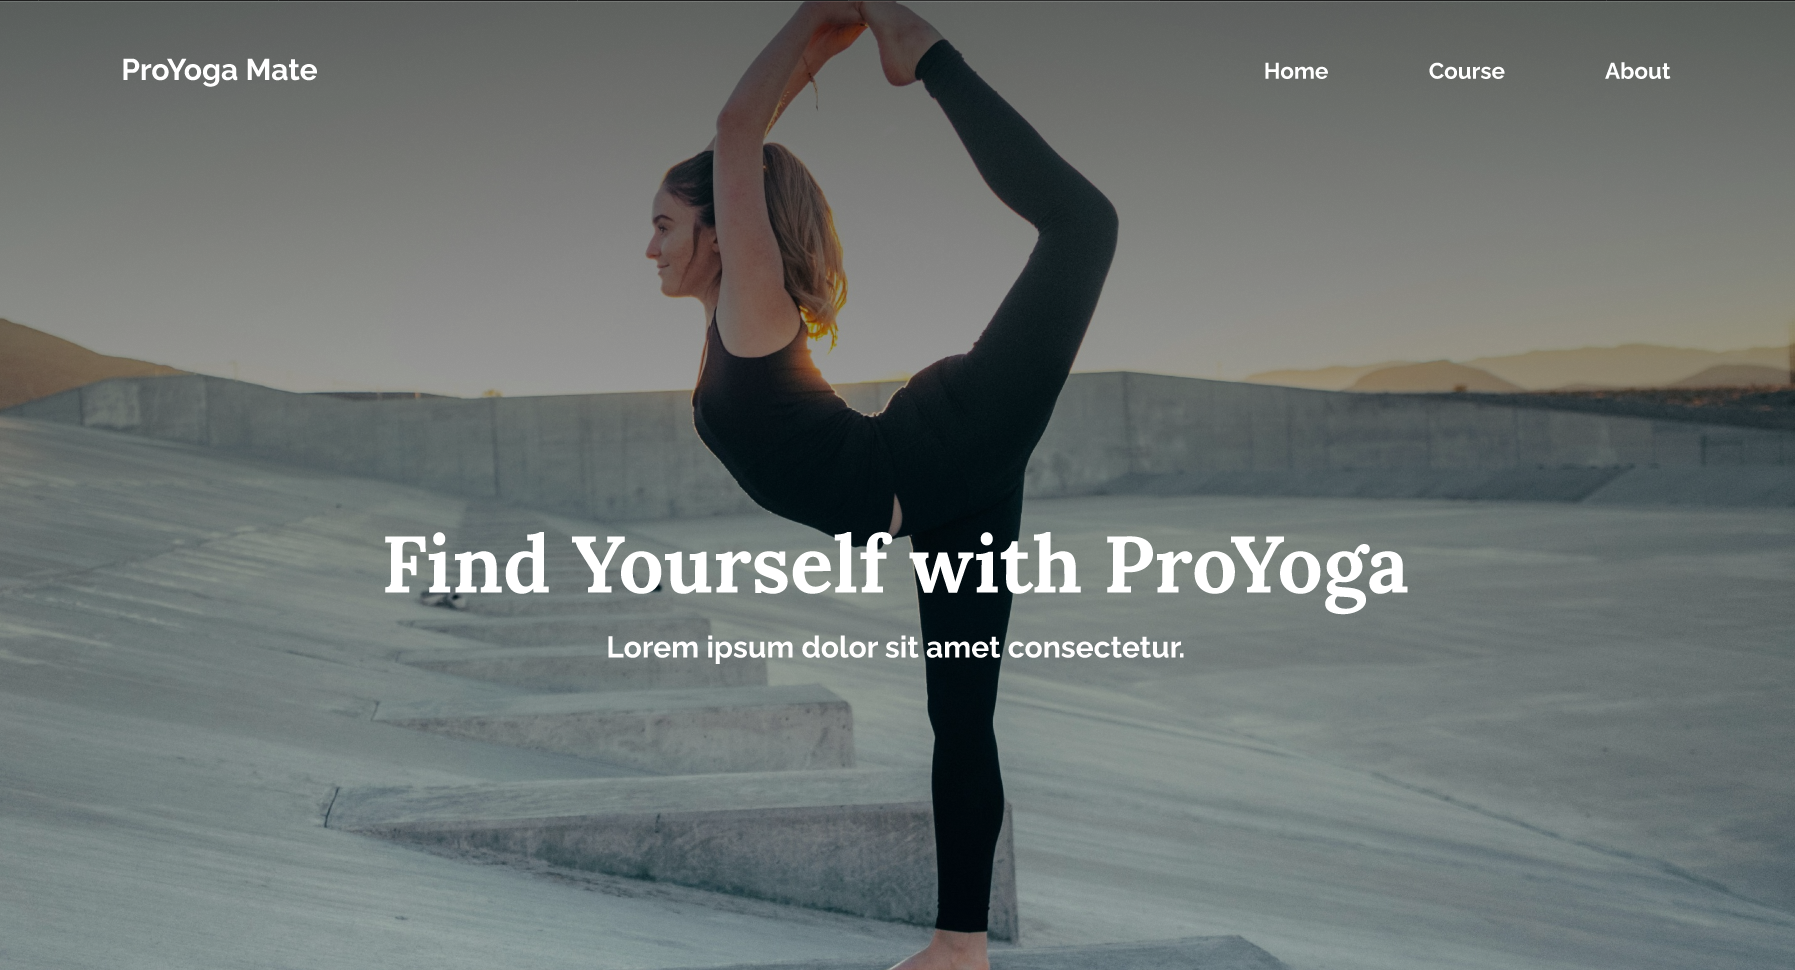 ProYoga Mate
Home Course About
Find Yourself with ProYoga
Lorem ipsum dolor sit amet consectetur.